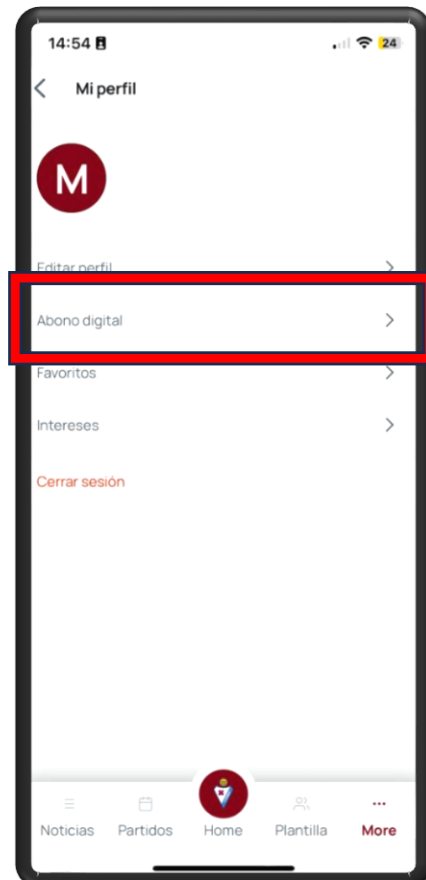 14:54
24
Mi perfil
M
Editar perfil
Abono digital
Favoritos
Intereses
Cerrar sesión
Noticias Partidos Home Plantilla More